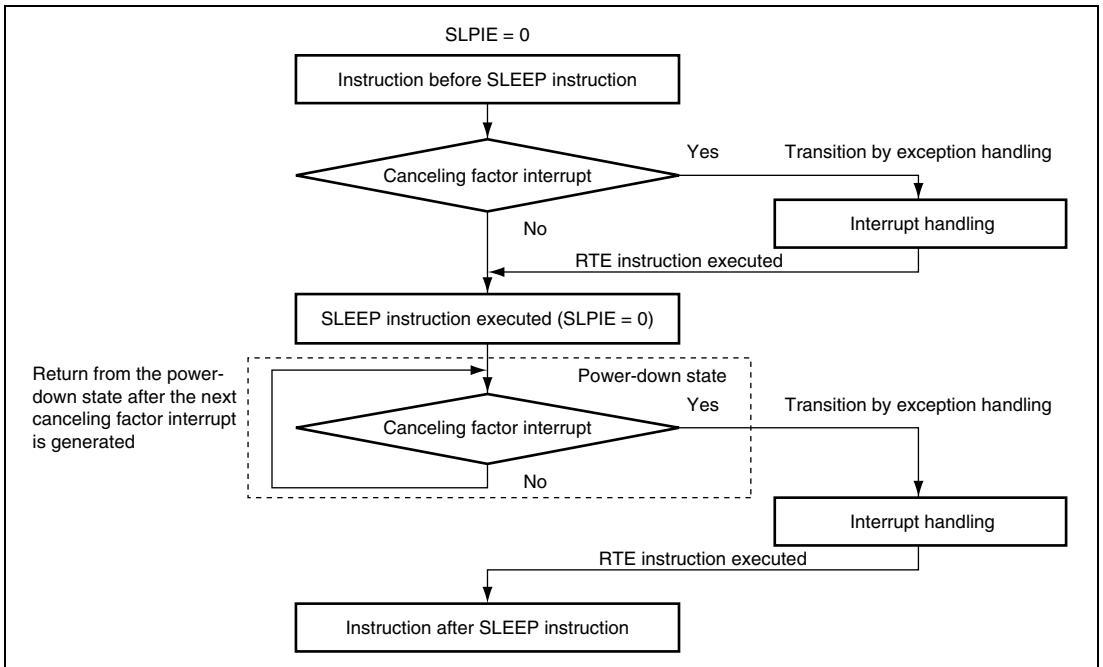 SLPIE = 0
Instruction before SLEEP instruction
Yes
Transition by exception handling
Canceling factor interrupt
Interrupt handling
No
RTE instruction executed
SLEEP instruction executed (SLPIE = 0)
Return from the power-
down state after the next
canceling factor interrupt
is generated
Power-down state
Yes
Transition by exception handling
Canceling factor interrupt
No
Interrupt handling
RTE instruction executed
Instruction after SLEEP instruction